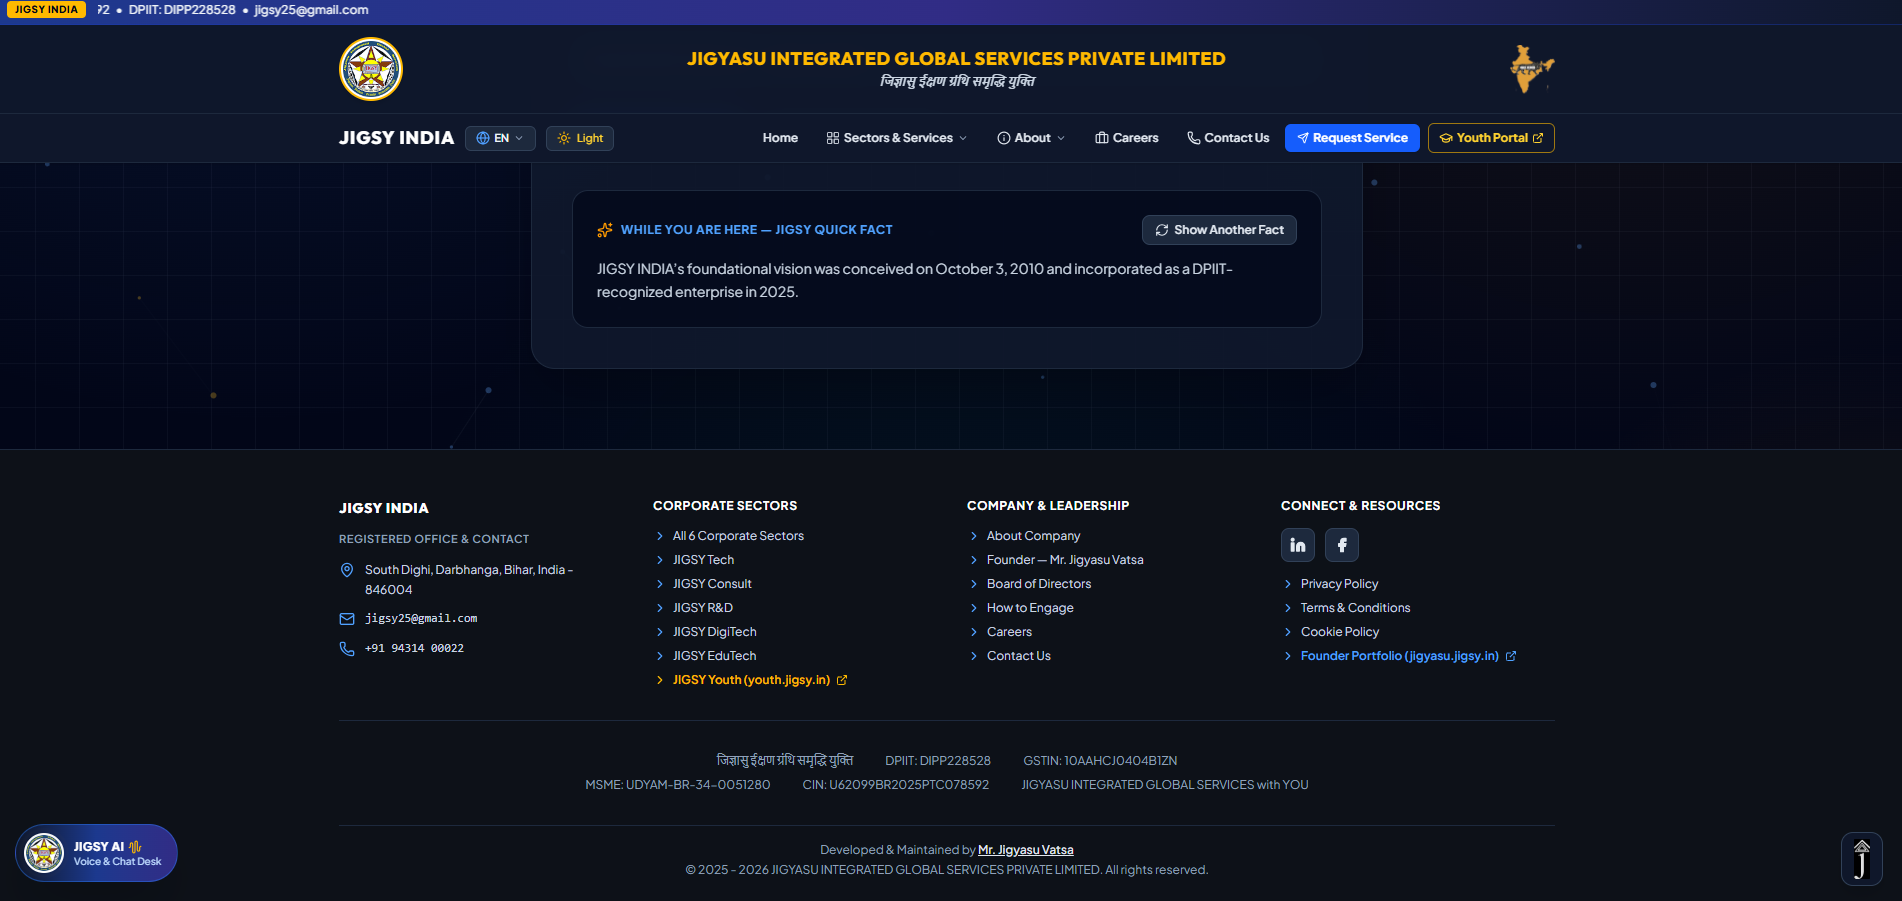 JIGSY INDIA
92 • DPIIT: DIPP228528 • jigsy25@gmail.com
JIGYASU INTEGRATED GLOBAL SERVICES PRIVATE LIMITED
जिज्ञासु ईक्षण ग्रंथि समृद्धि युक्ति
JIGSY INDIA
EN
Light
Home
Sectors & Services
About
Careers
Contact Us
Request Service
Youth Portal
WHILE YOU ARE HERE — JIGSY QUICK FACT
Show Another Fact
JIGSY INDIA's foundational vision was conceived on October 3, 2010 and incorporated as a DPIIT-
recognized enterprise in 2025.
JIGSY INDIA
REGISTERED OFFICE & CONTACT
South Dighi, Darbhanga, Bihar, India -
846004
jigsy25@gmail.com
+91 94314 00022
CORPORATE SECTORS
All 6 Corporate Sectors
JIGSY Tech
JIGSY Consult
JIGSY R&D
JIGSY DigiTech
JIGSY EduTech
JIGSY Youth (youth.jigsy.in)
COMPANY & LEADERSHIP
About Company
Founder — Mr. Jigyasu Vatsa
Board of Directors
How to Engage
Careers
Contact Us
CONNECT & RESOURCES
Privacy Policy
Terms & Conditions
Cookie Policy
Founder Portfolio (jigyasu.jigsy.in)
जिज्ञासु ईक्षण ग्रंथि समृद्धि युक्ति
DPIIT: DIPP228528
GSTIN: 10AAHCJ0404B1ZN
MSME: UDYAM-BR-34-0051280
CIN: U62099BR2025PTC078592
JIGYASU INTEGRATED GLOBAL SERVICES with YOU
JIGSY AI
Voice & Chat Desk
Developed & Maintained by Mr. Jigyasu Vatsa
© 2025 - 2026 JIGYASU INTEGRATED GLOBAL SERVICES PRIVATE LIMITED. All rights reserved.